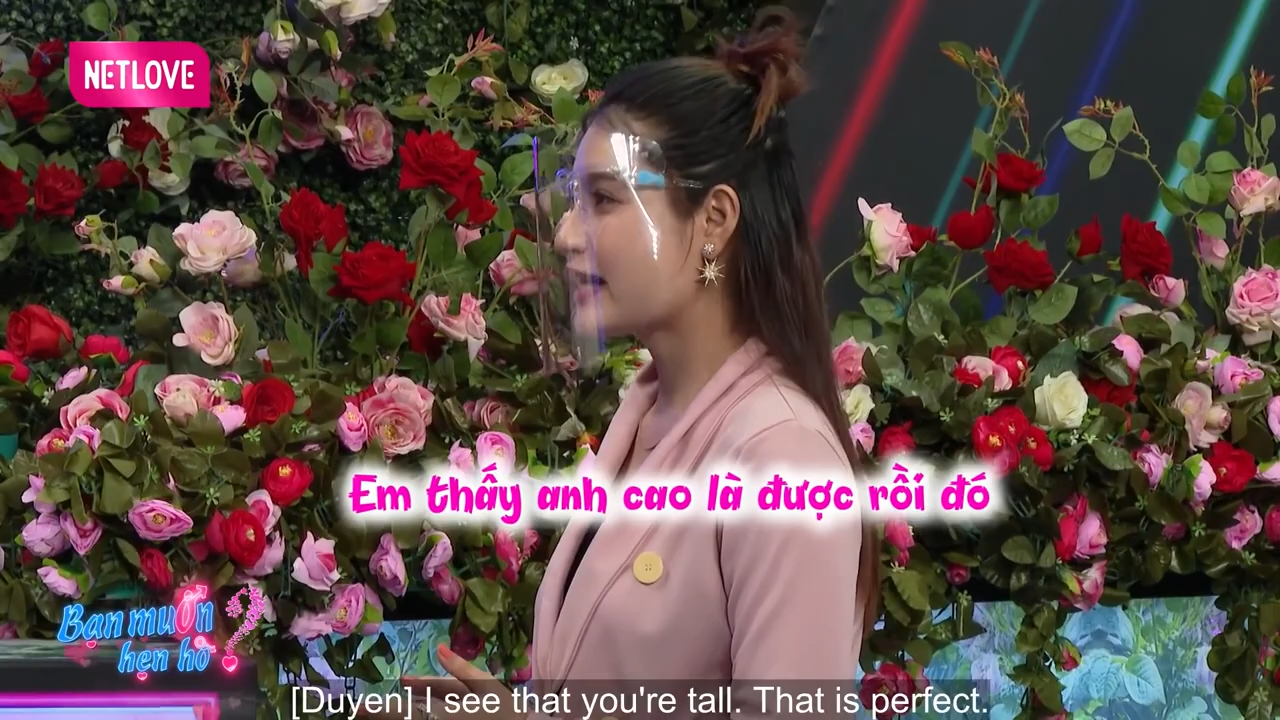 NETLOVE
Em thấy anh cao là được rồi đó
Bạn muốn
hẹn hò
[Duyen] I see that you're tall. That is perfect.